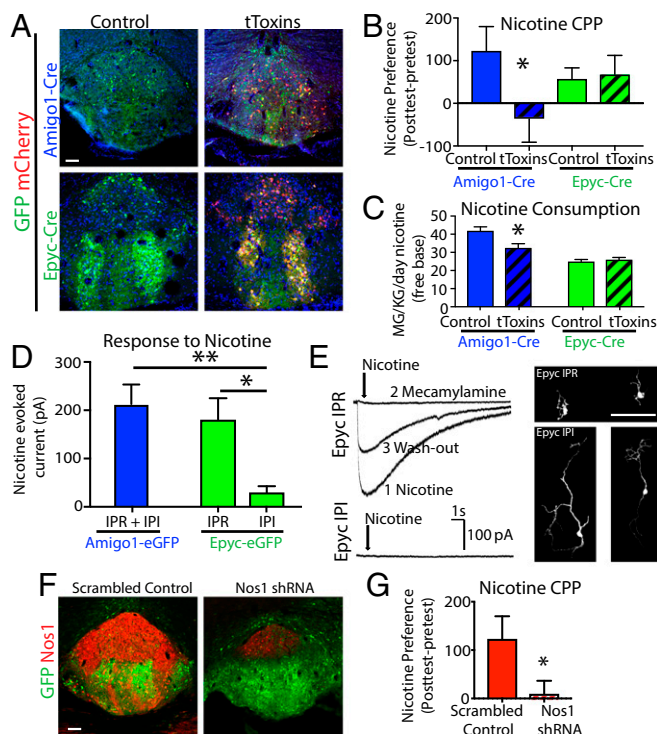 A
Control
tToxins
GFP mCherry
Amigo1-Cre
Epyc-Cre
B
Nicotine CPP
Nicotine Preference
(Posttest-pretest)
200
100
0
-100
*
Control tToxins
Control tToxins
Amigo1-Cre
Epyc-Cre
C
Nicotine Consumption
MG/KG/day nicotine
(free base)
50
40
30
20
10
0
*
Control tToxins
Control tToxins
Amigo1-Cre
Epyc-Cre
D
Response to Nicotine
Nicotine evoked
current (pA)
300
200
100
0
**
*
IPR + IPI
IPR
IPI
Amigo1-eGFP
Epyc-eGFP
E
Nicotine
2 Mecamylamine
3 Wash-out
1 Nicotine
Epyc IPR
Nicotine
Epyc IPI
1s
100 pA
Epyc IPR
Epyc IPI
F
Scrambled Control
Nos1 shRNA
GFP Nos1
G
Nicotine CPP
Nicotine Preference
(Posttest-pretest)
200
100
0
*
Scrambled
Control
Nos1
shRNA